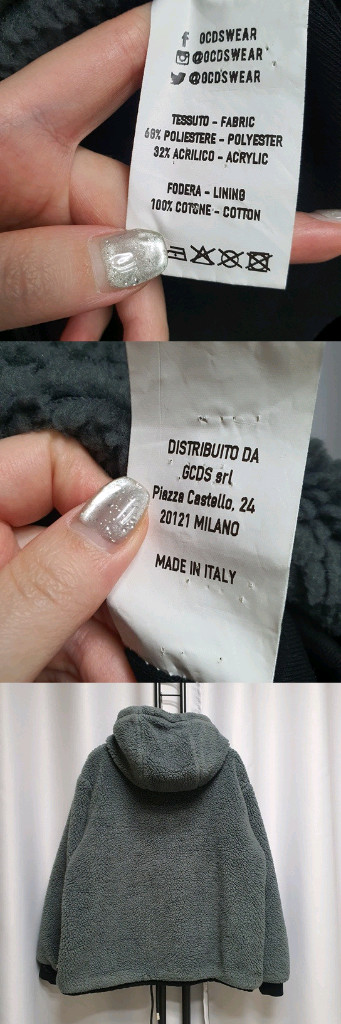 GCDSWEAR
@GCDSWEAR
@GCDSWEAR
TESSUTO - FABRIC
68% POLIESTERE - POLYESTER
32% ACRILICO - ACRYLIC
FODERA - LINING
100% COTONE - COTTON
DISTRIBUITO DA
GCDS srl
Piazza Castello, 24
20121 MILANO
MADE IN ITALY